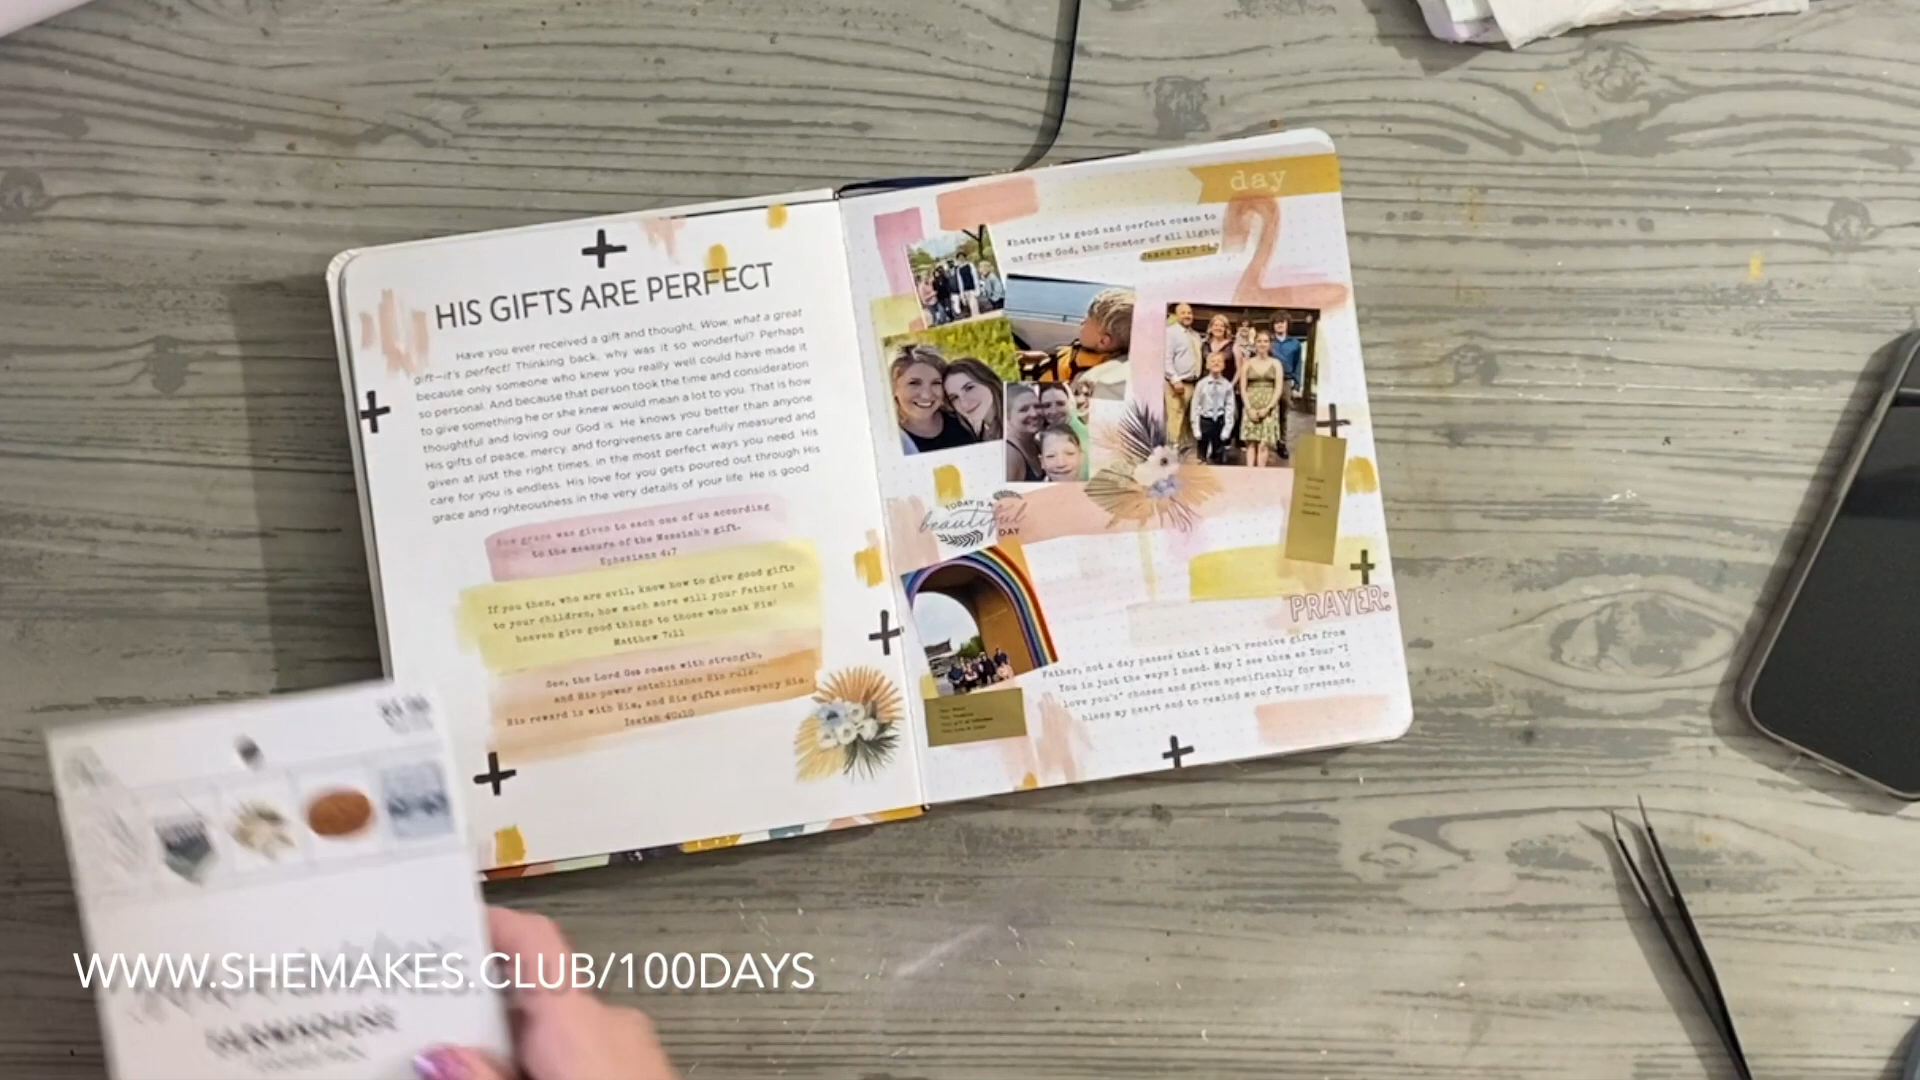 HIS GIFTS ARE PERFECT
Have you ever received a gift and thought, Wow, what a great
gift—it's perfect! Thinking back, why was it so wonderful? Perhaps
because only someone who knew you really well could have made it
so personal. And because that person took the time and consideration
to give something he or she knew would mean a lot to you. That is how
thoughtful and loving our God is. He knows you better than anyone.
His gifts of peace, mercy, and forgiveness are carefully measured and
given at just the right times, in the most perfect ways you need. His
care for you is endless. His love for you gets poured out through His
grace and righteousness in the very details of your life. He is good.
Now grace was given to each one of us according
to the measure of the Messiah's gift.
Ephesians 4:7
If you then, who are evil, know how to give good gifts
to your children, how much more will your Father in
heaven give good things to those who ask Him!
Matthew 7:11
See, the Lord God comes with strength,
and His power establishes His rule.
His reward is with Him, and His gifts accompany Him.
Isaiah 40:10
day
2
Whatever is good and perfect comes to
us from God, the Creator of all light.
James 1:17
TODAY IS A
beautiful
DAY
PRAYER:
Father, not a day passes that I don't receive gifts from
You in just the ways I need. May I see them as Your "I
love you's" chosen and given specifically for me, to
bless my heart and to remind me of Your presence.
WWW.SHEMAKES.CLUB/100DAYS